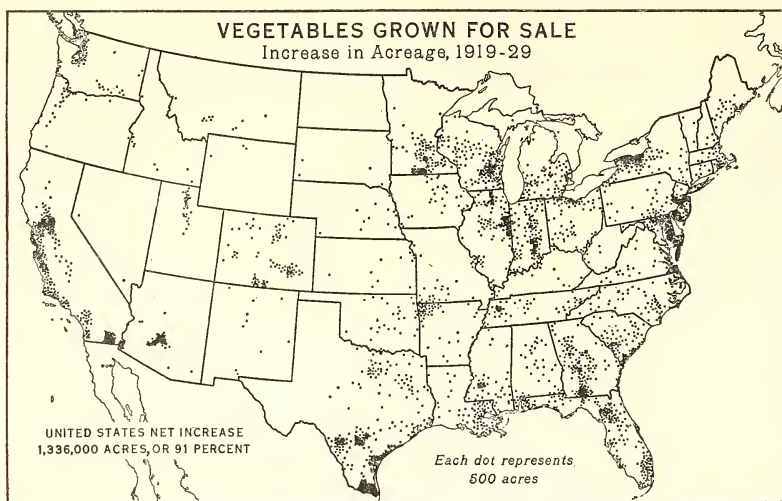 VEGETABLES GROWN FOR SALE
Increase in Acreage, 1919-29
UNITED STATES NET INCREASE
1,336,000 ACRES, OR 91 PERCENT
Each dot represents
500 acres